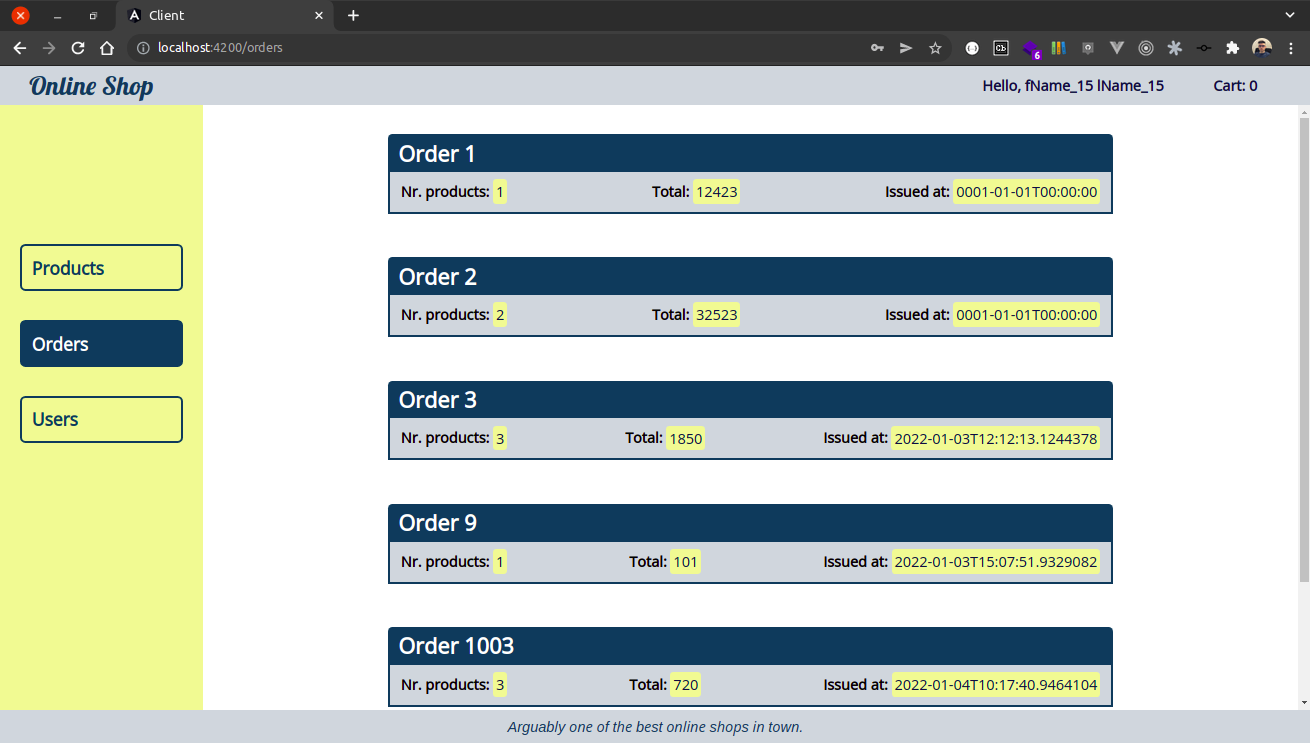 Client
localhost:4200/orders
6
Online Shop
Hello, fName_15 lName_15
Cart: 0
Products
Orders
Users
Order 1
Nr. products: 1 Total: 12423 Issued at: 0001-01-01T00:00:00
Order 2
Nr. products: 2 Total: 32523 Issued at: 0001-01-01T00:00:00
Order 3
Nr. products: 3 Total: 1850 Issued at: 2022-01-03T12:12:13.1244378
Order 9
Nr. products: 1 Total: 101 Issued at: 2022-01-03T15:07:51.9329082
Order 1003
Nr. products: 3 Total: 720 Issued at: 2022-01-04T10:17:40.9464104
Arguably one of the best online shops in town.